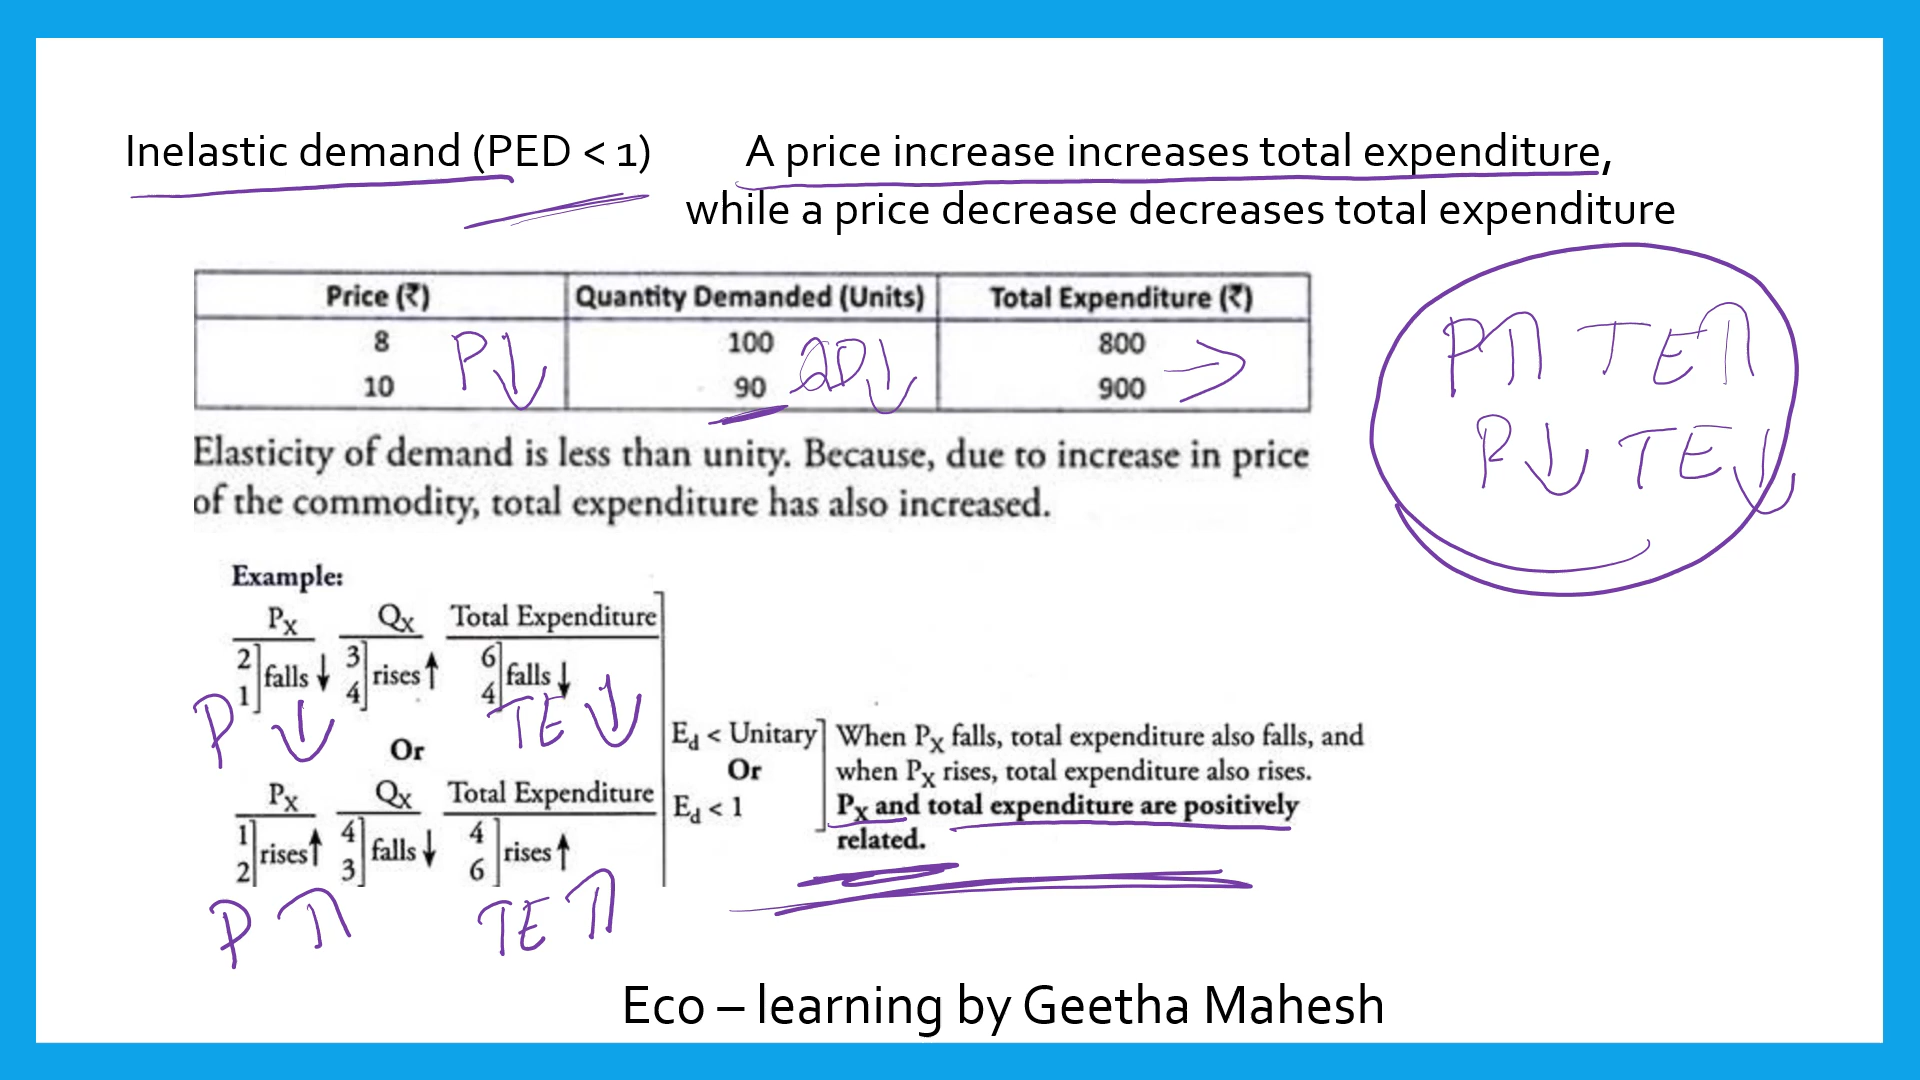 Inelastic demand (PED < 1)
A price increase increases total expenditure,
while a price decrease decreases total expenditure
Price (₹) Quantity Demanded (Units) Total Expenditure (₹)
8 100 800
P↓ QD↓
10 90 900
P↑ TE↑
P↓ TE↓
Elasticity of demand is less than unity. Because, due to increase in price
of the commodity, total expenditure has also increased.
Example:
Px Qx Total Expenditure
2 3 6
falls ↓ rises ↑ falls ↓
1 4 4
P↓ TE↓
Or
Px Qx Total Expenditure
1 4 4
rises ↑ falls ↓ rises ↑
2 3 6
P↑ TE↑
Ed < Unitary
Or
Ed < 1
When Px falls, total expenditure also falls, and
when Px rises, total expenditure also rises.
Px and total expenditure are positively
related.
Eco – learning by Geetha Mahesh